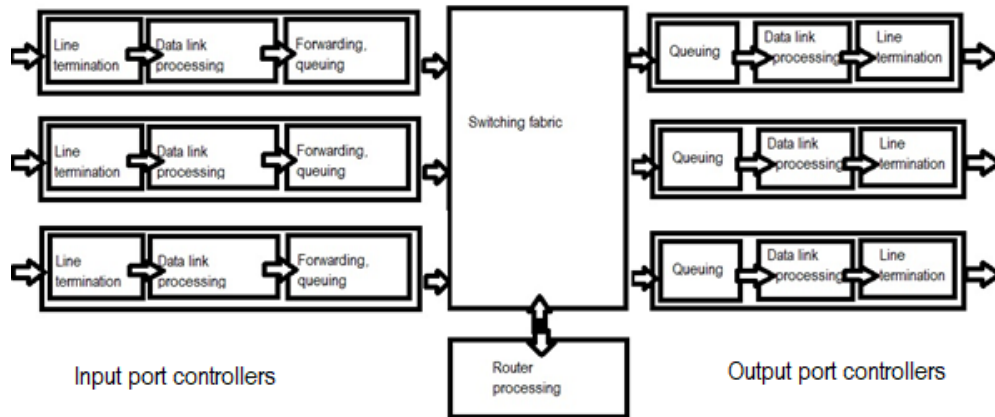 Line
termination
Data link
processing
Forwarding,
queuing
Queuing
Data link
processing
Line
termination
Switching fabric
Line
termination
Data link
processing
Forwarding,
queuing
Queuing
Data link
processing
Line
termination
Line
termination
Data link
processing
Forwarding,
queuing
Queuing
Data link
processing
Line
termination
Input port controllers
Router
processing
Output port controllers